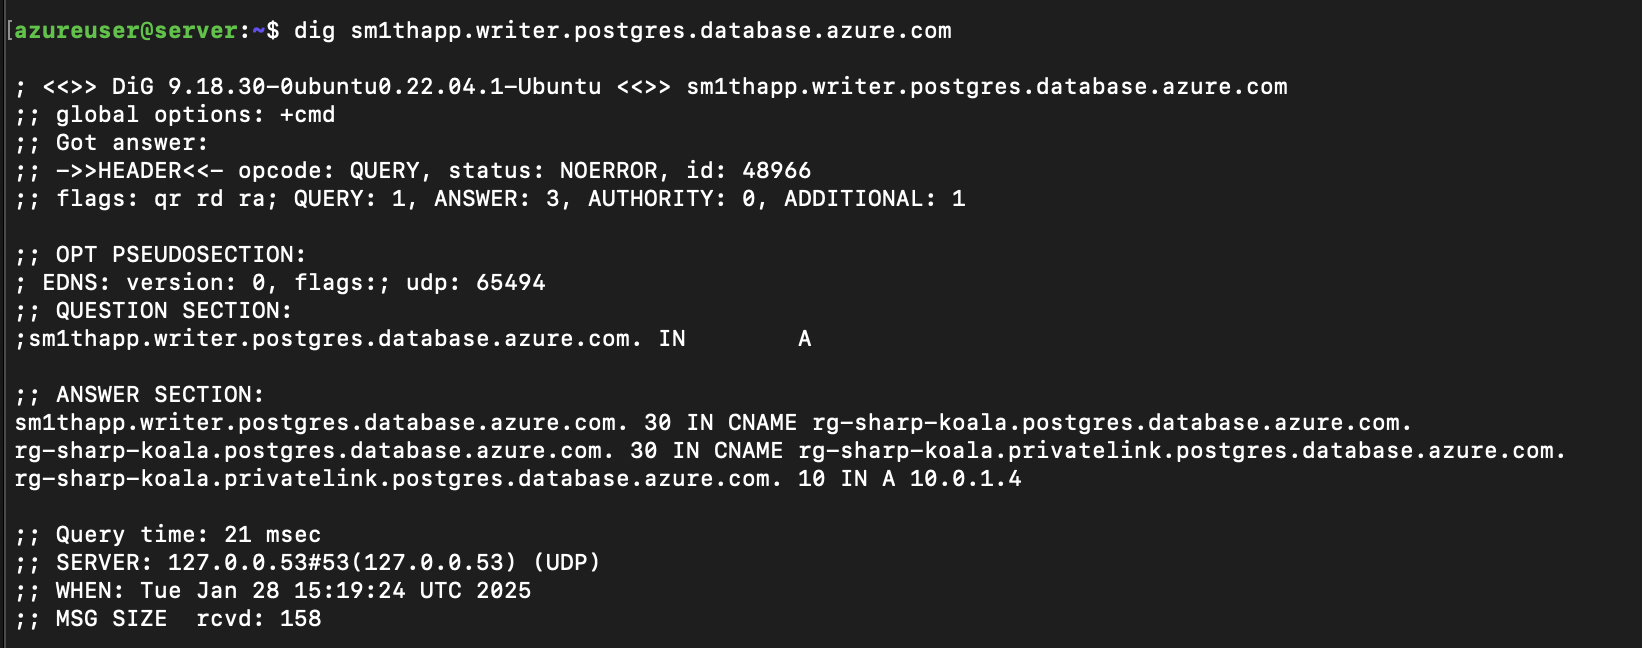 [azureuser@server:~$ dig sm1thapp.writer.postgres.database.azure.com
; <<>> DiG 9.18.30-0ubuntu0.22.04.1-Ubuntu <<>> sm1thapp.writer.postgres.database.azure.com
;; global options: +cmd
;; Got answer:
;; ->>HEADER<<- opcode: QUERY, status: NOERROR, id: 48966
;; flags: qr rd ra; QUERY: 1, ANSWER: 3, AUTHORITY: 0, ADDITIONAL: 1
;; OPT PSEUDOSECTION:
; EDNS: version: 0, flags:; udp: 65494
;; QUESTION SECTION:
;sm1thapp.writer.postgres.database.azure.com. IN A
;; ANSWER SECTION:
sm1thapp.writer.postgres.database.azure.com. 30 IN CNAME rg-sharp-koala.postgres.database.azure.com.
rg-sharp-koala.postgres.database.azure.com. 30 IN CNAME rg-sharp-koala.privatelink.postgres.database.azure.com.
rg-sharp-koala.privatelink.postgres.database.azure.com. 10 IN A 10.0.1.4
;; Query time: 21 msec
;; SERVER: 127.0.0.53#53(127.0.0.53) (UDP)
;; WHEN: Tue Jan 28 15:19:24 UTC 2025
;; MSG SIZE  rcvd: 158